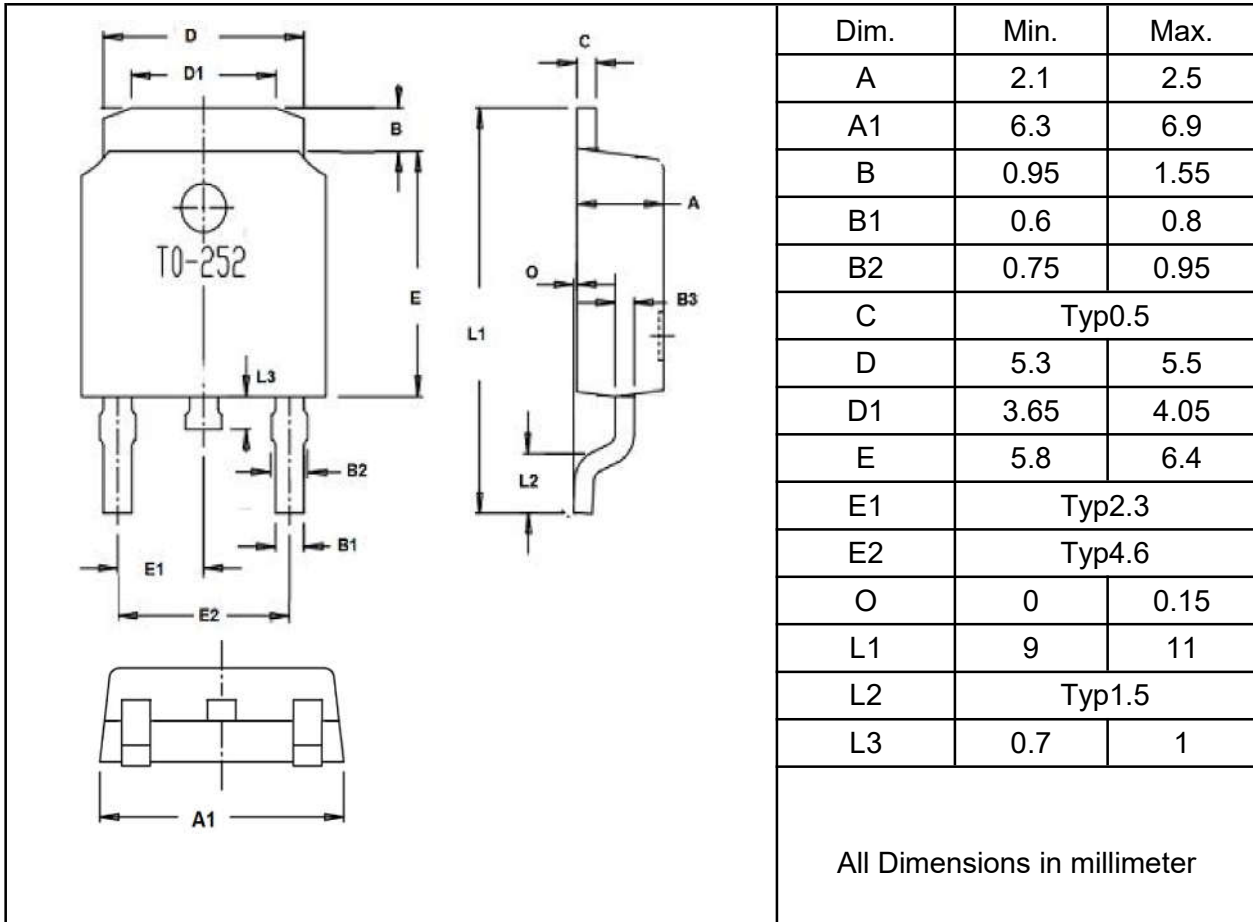 D
D1
B
TO-252
E
L3
B2
B1
E1
E2
A1
C
A
O
B3
L1
L2
Dim. Min. Max.
A 2.1 2.5
A1 6.3 6.9
B 0.95 1.55
B1 0.6 0.8
B2 0.75 0.95
C Typ0.5
D 5.3 5.5
D1 3.65 4.05
E 5.8 6.4
E1 Typ2.3
E2 Typ4.6
O 0 0.15
L1 9 11
L2 Typ1.5
L3 0.7 1
All Dimensions in millimeter